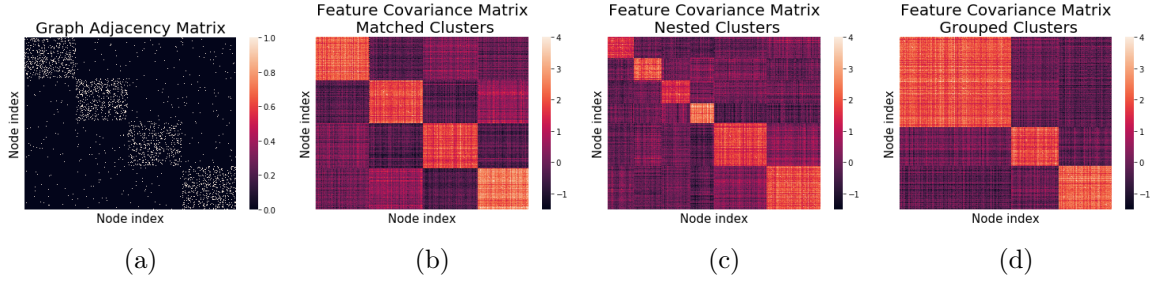 Graph Adjacency Matrix
Node index
Node index
1.0
0.8
0.6
0.4
0.2
0.0
(a)
Feature Covariance Matrix
Matched Clusters
Node index
Node index
4
3
2
1
0
−1
(b)
Feature Covariance Matrix
Nested Clusters
Node index
Node index
4
3
2
1
0
−1
(c)
Feature Covariance Matrix
Grouped Clusters
Node index
Node index
4
3
2
1
0
−1
(d)